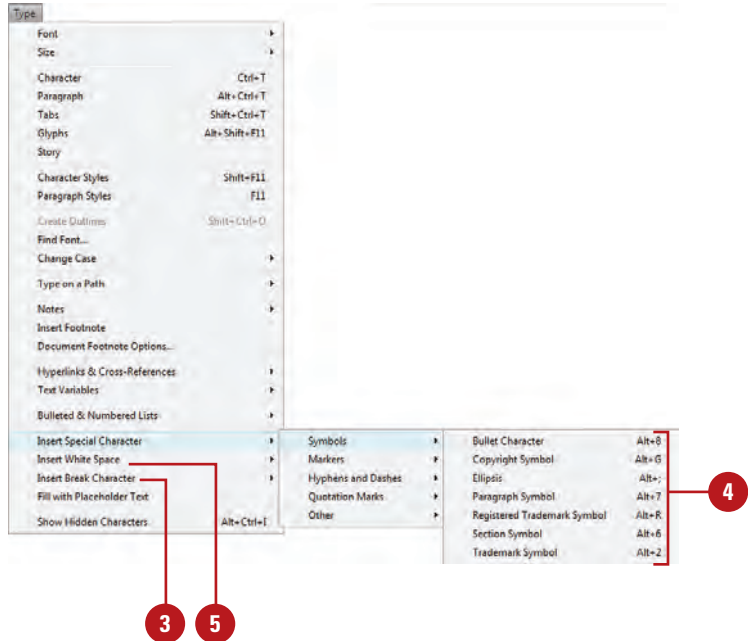 Type
Font
Size
Character Ctrl+T
Paragraph Alt+Ctrl+T
Tabs Shift+Ctrl+T
Glyphs Alt+Shift+F11
Story
Character Styles Shift+F11
Paragraph Styles F11
Create Outlines Shift+Ctrl+O
Find Font...
Change Case
Type on a Path
Notes
Insert Footnote
Document Footnote Options...
Hyperlinks & Cross-References
Text Variables
Bulleted & Numbered Lists
Insert Special Character Symbols Bullet Character Alt+8
Insert White Space Markers Copyright Symbol Alt+G
Insert Break Character Hyphens and Dashes Ellipsis Alt+;
Fill with Placeholder Text Quotation Marks Paragraph Symbol Alt+7
Show Hidden Characters Alt+Ctrl+I Other Registered Trademark Symbol Alt+R
Section Symbol Alt+6
Trademark Symbol Alt+2
4
3 5